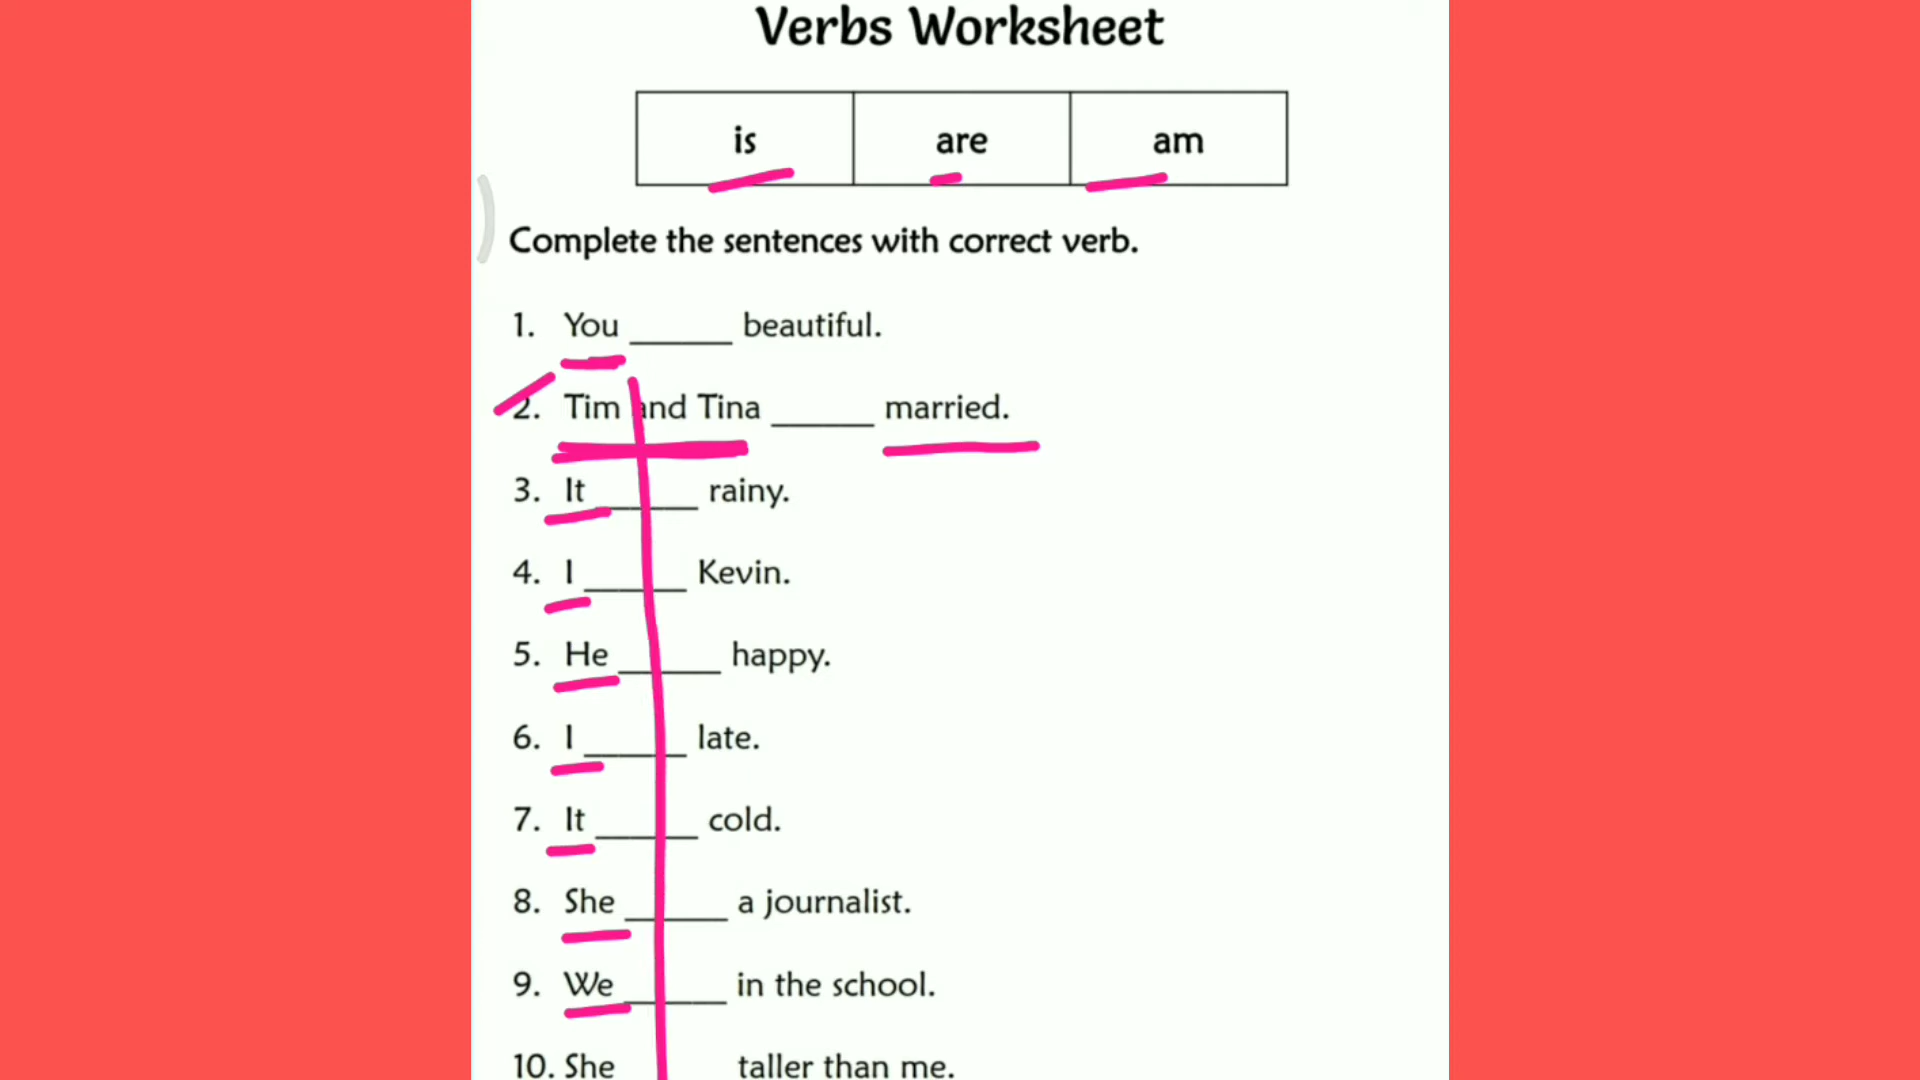 Verbs Worksheet
is are am
Complete the sentences with correct verb.
1. You ______ beautiful.
2. Tim and Tina ______ married.
3. It ______ rainy.
4. I ______ Kevin.
5. He ______ happy.
6. I ______ late.
7. It ______ cold.
8. She ______ a journalist.
9. We ______ in the school.
10. She taller than me.